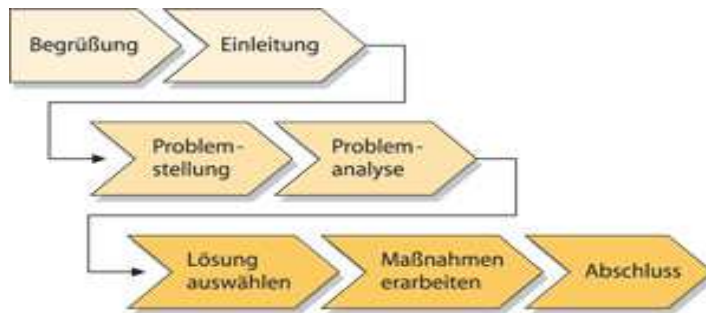 Begrüßung
Einleitung
Problem-
stellung
Problem-
analyse
Lösung
auswählen
Maßnahmen
erarbeiten
Abschluss